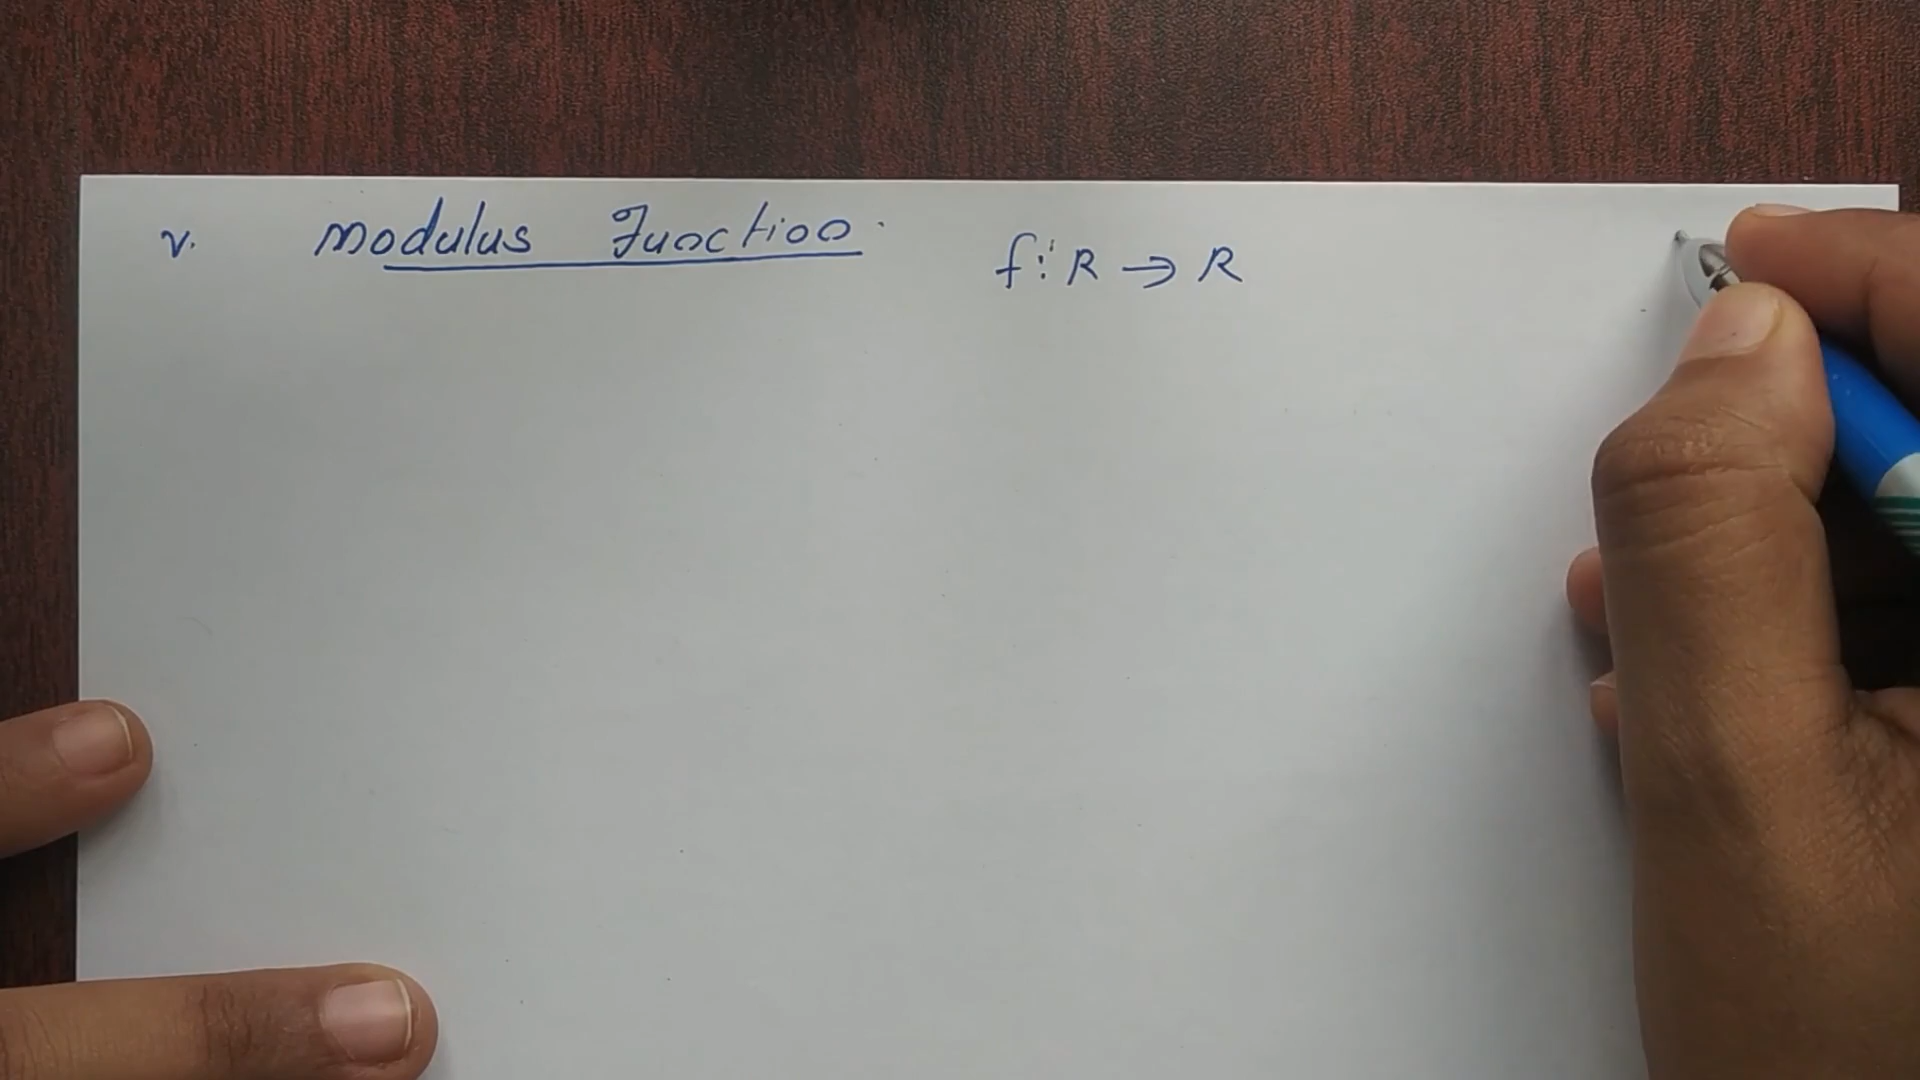 v. Modulus Function. f: R → R